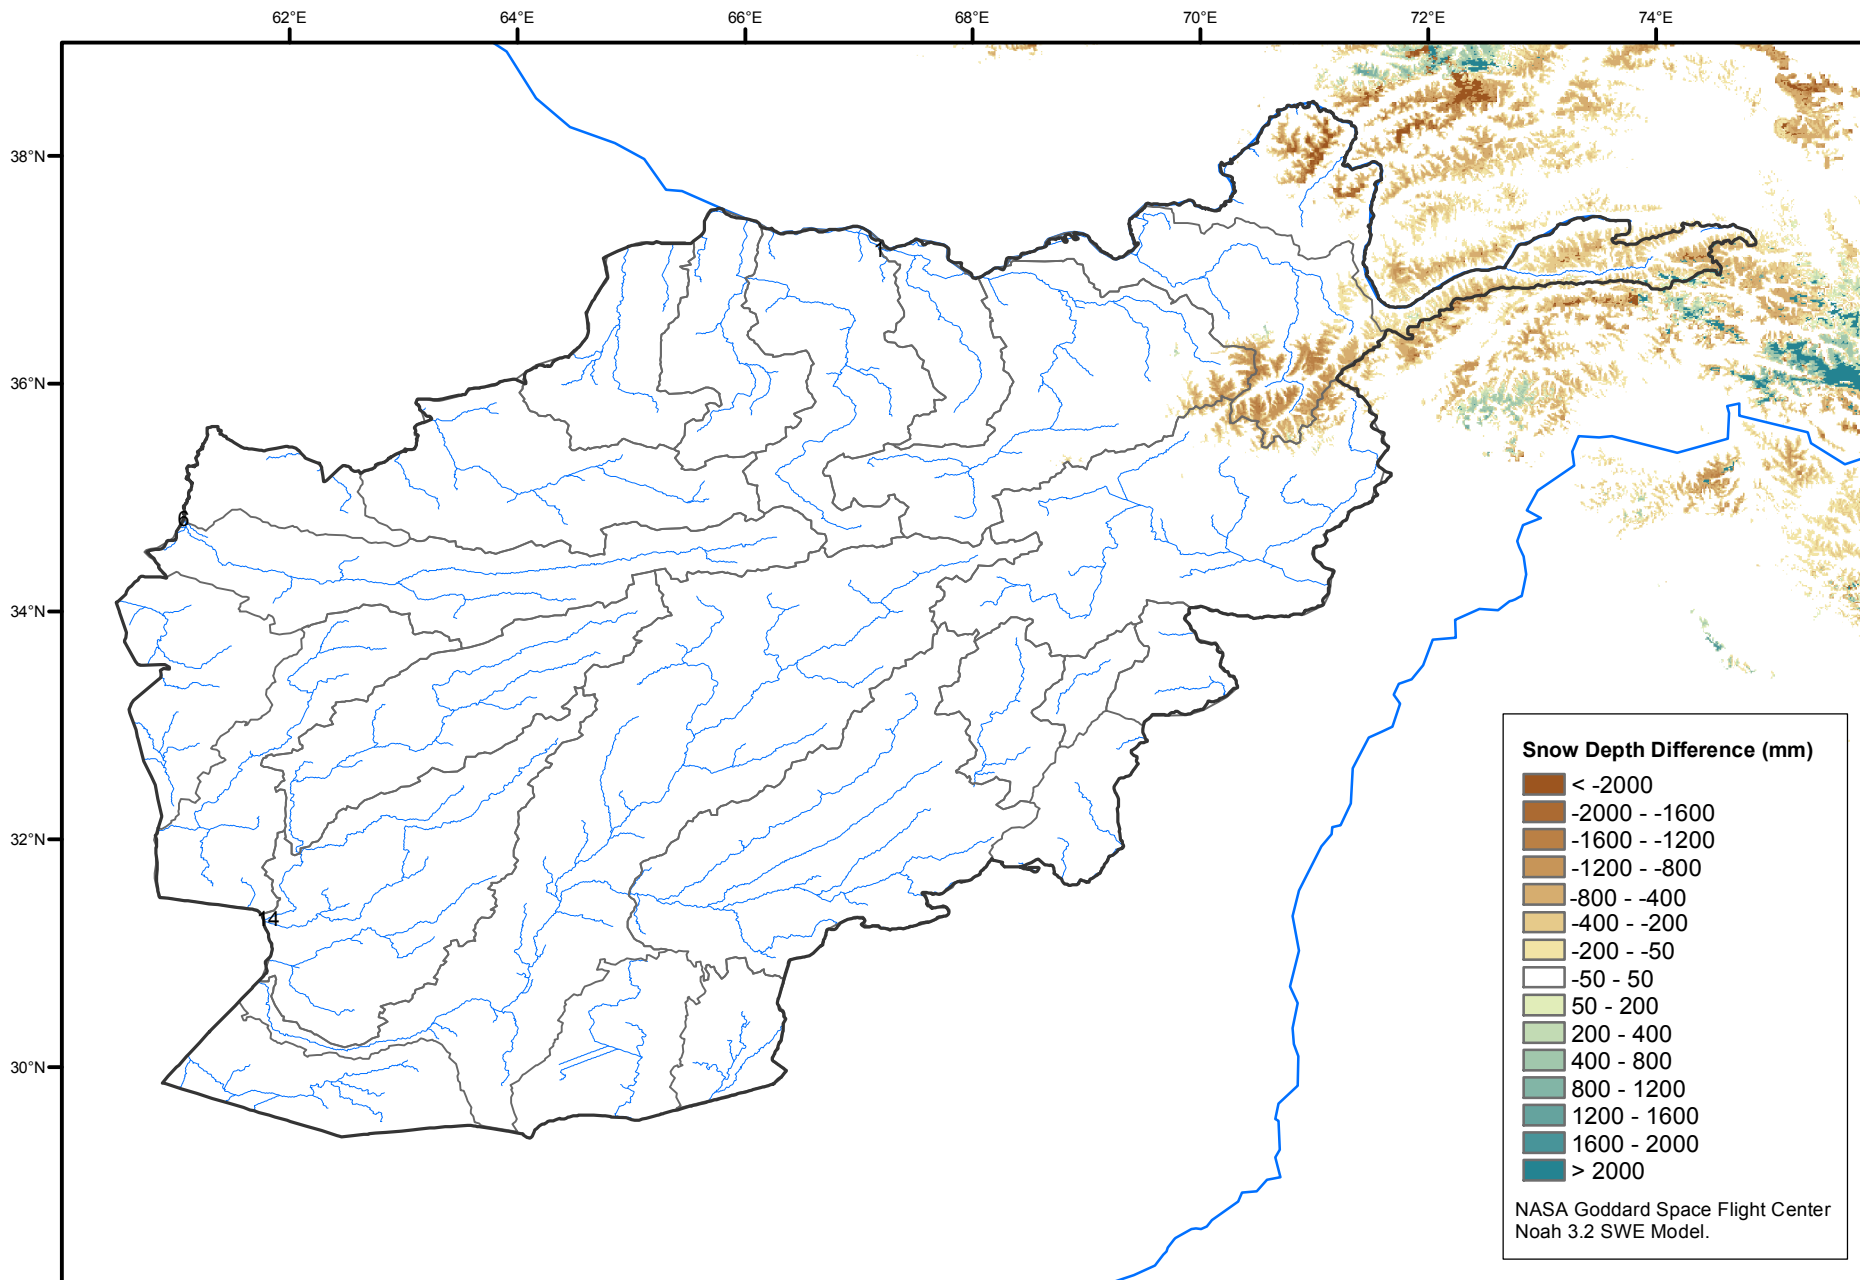 62°E 64°E 66°E 68°E 70°E 72°E 74°E
38°N
1
36°N
6
34°N
32°N
14
30°N
Snow Depth Difference (mm)
< -2000
-2000 - -1600
-1600 - -1200
-1200 - -800
-800 - -400
-400 - -200
-200 - -50
-50 - 50
50 - 200
200 - 400
400 - 800
800 - 1200
1200 - 1600
1600 - 2000
> 2000
NASA Goddard Space Flight Center
Noah 3.2 SWE Model.